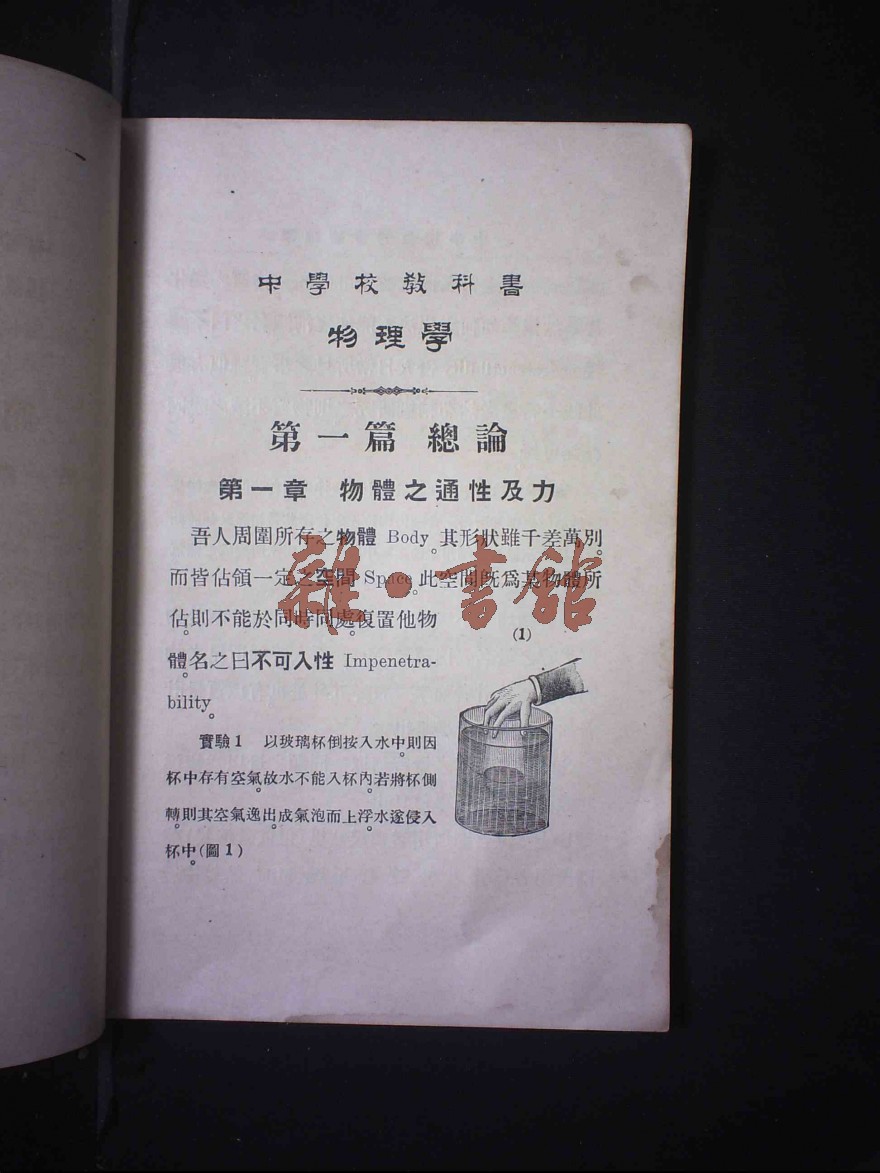 中學校教科書
物理學
第一篇 總論
第一章 物體之通性及力
吾人周圍所存之物體 Body。其形狀雖千差萬別。
而皆佔領一定之空間 Space。此空間旣爲某物體所
佔。則不能於同時同處。復置他物
體。名之曰不可入性 Impenetra-
bility。
(1)
實驗1 以玻璃杯倒按入水中。則因
杯中存有空氣。故水不能入杯內。若將杯側
轉。則其空氣逸出。成氣泡而上浮。水遂侵入
杯中。(圖1)
雜·書館